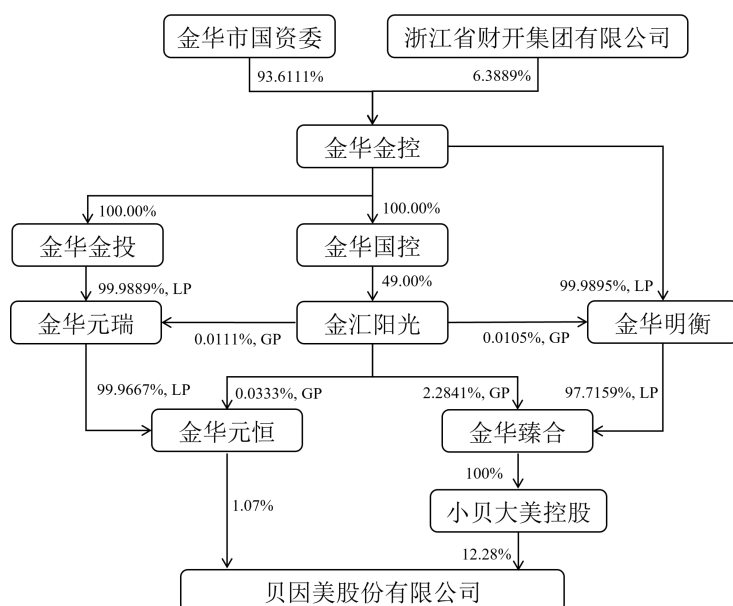 金华市国资委
浙江省财开集团有限公司
93.6111%
6.3889%
金华金控
100.00%
100.00%
金华金投
金华国控
99.9889%, LP
49.00%
99.9895%, LP
金华元瑞
金汇阳光
金华明衡
0.0111%, GP
0.0105%, GP
99.9667%, LP
0.0333%, GP
2.2841%, GP
97.7159%, LP
金华元恒
金华臻合
100%
1.07%
小贝大美控股
12.28%
贝因美股份有限公司